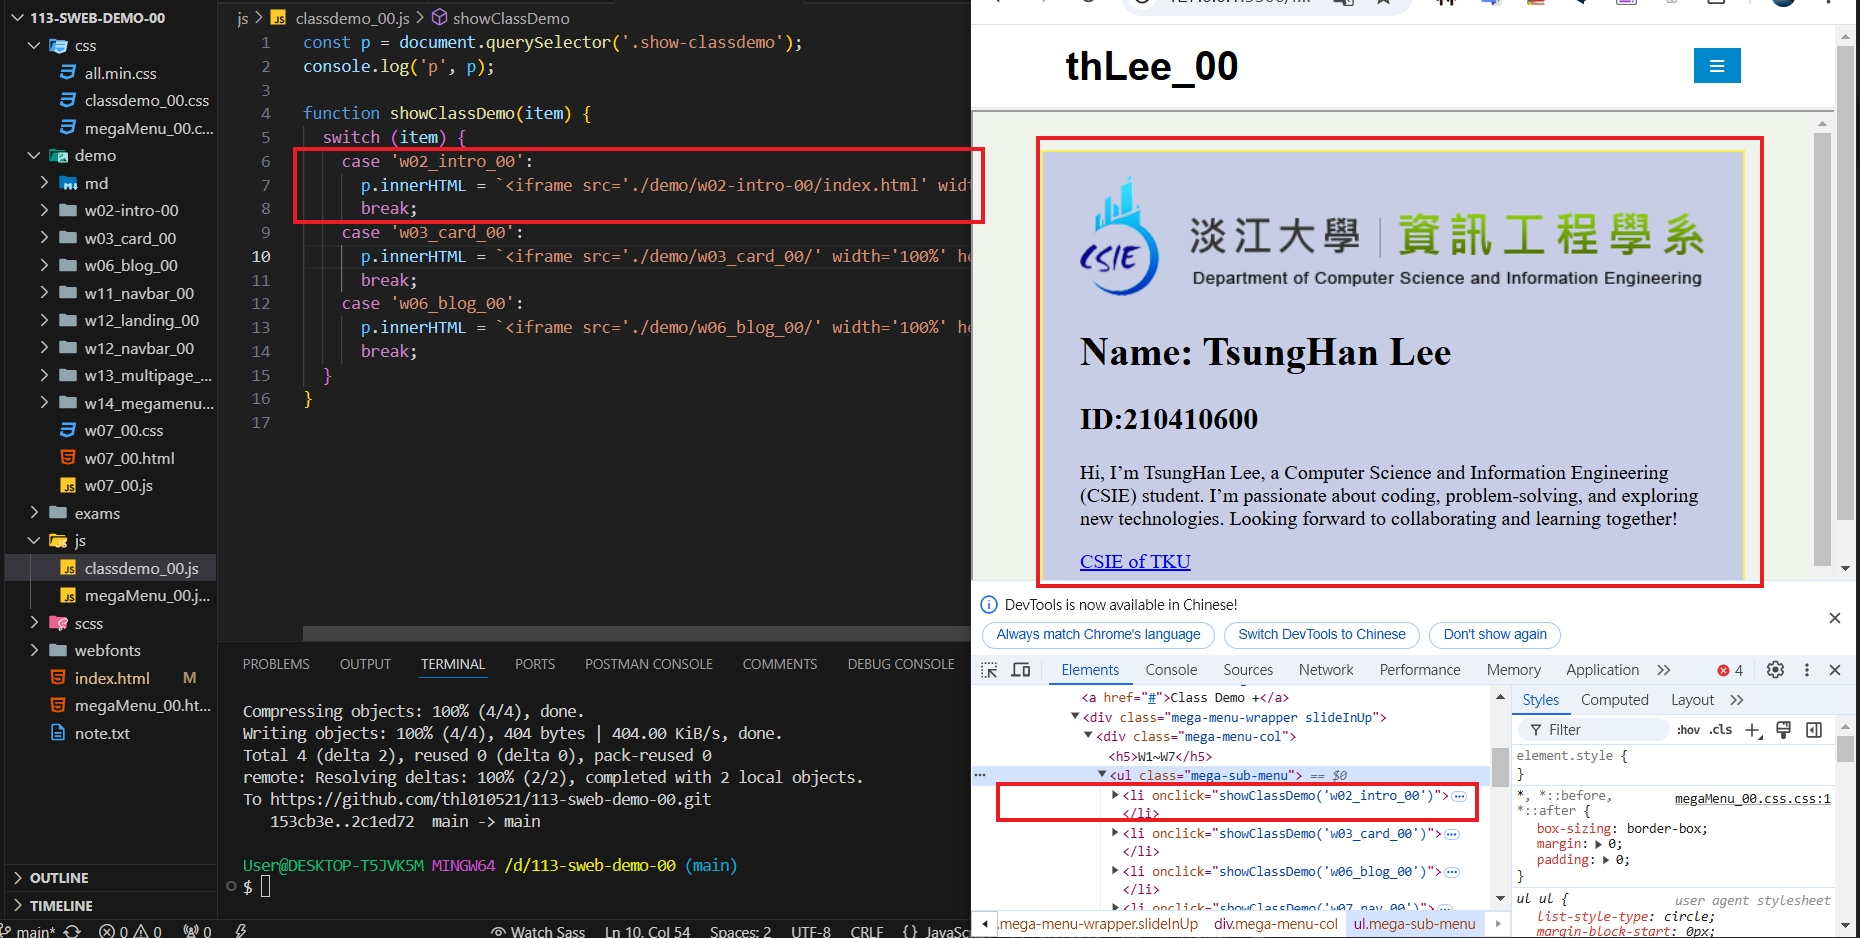 113-SWEB-DEMO-00
css
all.min.css
classdemo_00.css
megaMenu_00.c...
demo
md
w02-intro-00
w03_card_00
w06_blog_00
w11_navbar_00
w12_landing_00
w12_navbar_00
w13_multipage_...
w14_megamenu...
w07_00.css
w07_00.html
w07_00.js
exams
js
classdemo_00.js
megaMenu_00.j...
scss
webfonts
index.html M
megaMenu_00.ht...
note.txt
OUTLINE
TIMELINE
js > classdemo_00.js > showClassDemo
1 const p = document.querySelector('.show-classdemo');
2 console.log('p', p);
3
4 function showClassDemo(item) {
5 switch (item) {
6 case 'w02_intro_00':
7 p.innerHTML = `<iframe src='./demo/w02-intro-00/index.html' widt
8 break;
9 case 'w03_card_00':
10 p.innerHTML = `<iframe src='./demo/w03_card_00/' width='100%' he
11 break;
12 case 'w06_blog_00':
13 p.innerHTML = `<iframe src='./demo/w06_blog_00/' width='100%' he
14 break;
15 }
16 }
17
PROBLEMS OUTPUT TERMINAL PORTS POSTMAN CONSOLE COMMENTS DEBUG CONSOLE
Compressing objects: 100% (4/4), done.
Writing objects: 100% (4/4), 404 bytes | 404.00 KiB/s, done.
Total 4 (delta 2), reused 0 (delta 0), pack-reused 0
remote: Resolving deltas: 100% (2/2), completed with 2 local objects.
To https://github.com/thl010521/113-sweb-demo-00.git
153cb3e..2c1ed72 main -> main
User@DESKTOP-T5JVK5M MINGW64 /d/113-sweb-demo-00 (main)
$
main* 0 0 0 Watch Sass Ln 10, Col 54 Spaces: 2 UTF-8 CRLF {} JavaSc
thLee_00
CSIE
淡江大學 | 資訊工程學系
Department of Computer Science and Information Engineering
Name: TsungHan Lee
ID:210410600
Hi, I’m TsungHan Lee, a Computer Science and Information Engineering
(CSIE) student. I’m passionate about coding, problem-solving, and exploring
new technologies. Looking forward to collaborating and learning together!
CSIE of TKU
DevTools is now available in Chinese!
Always match Chrome's language Switch DevTools to Chinese Don't show again
Elements Console Sources Network Performance Memory Application 4
<a href="#">Class Demo +</a>
<div class="mega-menu-wrapper slideInUp">
<div class="mega-menu-col">
<h5>W1~W7</h5>
<ul class="mega-sub-menu"> == $0
<li onclick="showClassDemo('w02_intro_00')">
</li>
<li onclick="showClassDemo('w03_card_00')">
</li>
<li onclick="showClassDemo('w06_blog_00')">
</li>
<li onclick="showClassDemo('w07_nav_00')">
.mega-menu-wrapper.slideInUp div.mega-menu-col ul.mega-sub-menu
Styles Computed Layout
Filter :hov .cls
element.style {
}
*, *::before, megaMenu_00.css.css:1
*::after {
box-sizing: border-box;
margin: 0;
padding: 0;
}
ul ul { user agent stylesheet
list-style-type: circle;
margin-block-start: 0px;